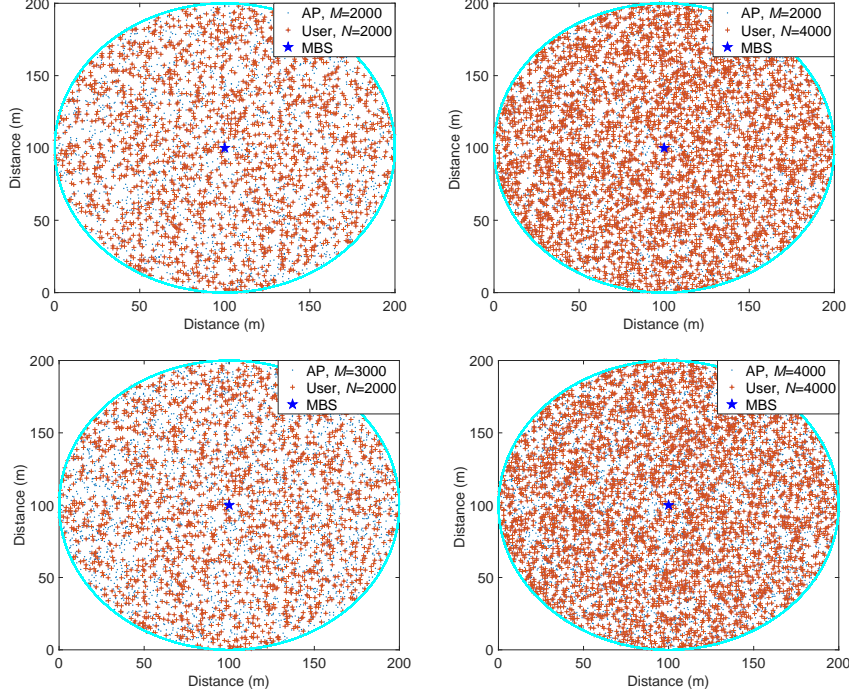 200
150
100
50
0
Distance (m)
0 50 100 150 200
Distance (m)
AP, M=2000
User, N=2000
MBS
200
150
100
50
0
Distance (m)
0 50 100 150 200
Distance (m)
AP, M=2000
User, N=4000
MBS
200
150
100
50
0
Distance (m)
0 50 100 150 200
Distance (m)
AP, M=3000
User, N=2000
MBS
200
150
100
50
0
Distance (m)
0 50 100 150 200
Distance (m)
AP, M=4000
User, N=4000
MBS